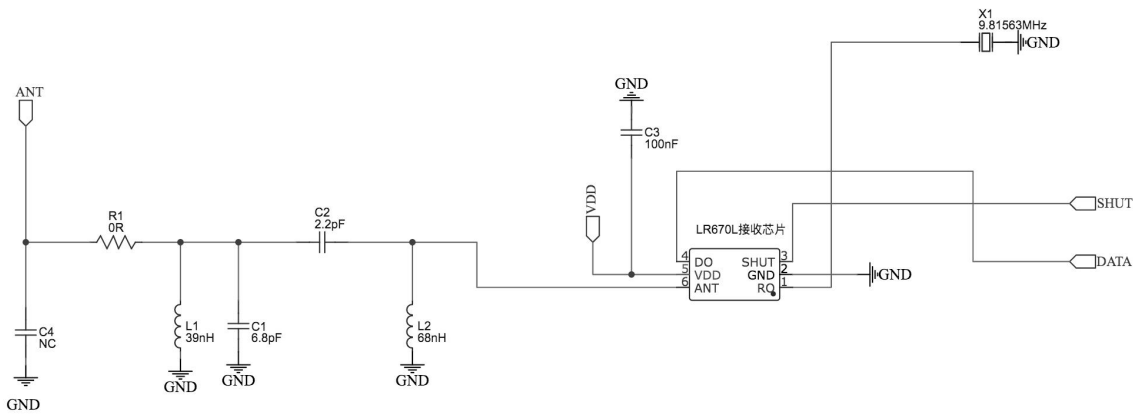 X1
9.81563MHz
GND
GND
ANT
C3
100nF
VDD
R1
0R
C2
2.2pF
SHUT
LR670L接收芯片
4
DO
SHUT
3
DATA
5
VDD
GND
2
GND
6
ANT
RO
1
C4
NC
L1
39nH
C1
6.8pF
L2
68nH
GND
GND
GND
GND